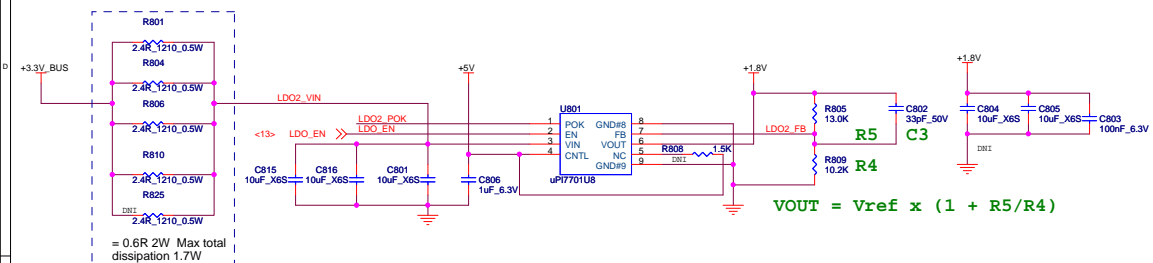 R801
2.4R_1210_0.5W
R804
2.4R_1210_0.5W
R806
2.4R_1210_0.5W
R810
2.4R_1210_0.5W
R825
DNI
2.4R_1210_0.5W
= 0.6R 2W Max total
dissipation 1.7W
D
+3.3V_BUS
LDO2_VIN
+5V
LDO2_POK
<13> LDO_EN
LDO_EN
C815
10uF_X6S
C816
10uF_X6S
C801
10uF_X6S
C806
1uF_6.3V
U801
1 POK GND#8 8
2 EN FB 7
3 VIN VOUT 6
4 CNTL NC 5
GND#9 9
uPI7701U8
R808 1.5K
DNI
+1.8V
LDO2_FB
R805
13.0K
R5
C802
33pF_50V
C3
R809
10.2K
R4
VOUT = Vref x (1 + R5/R4)
+1.8V
C804
10uF_X6S
C805
10uF_X6S
C803
100nF_6.3V
DNI